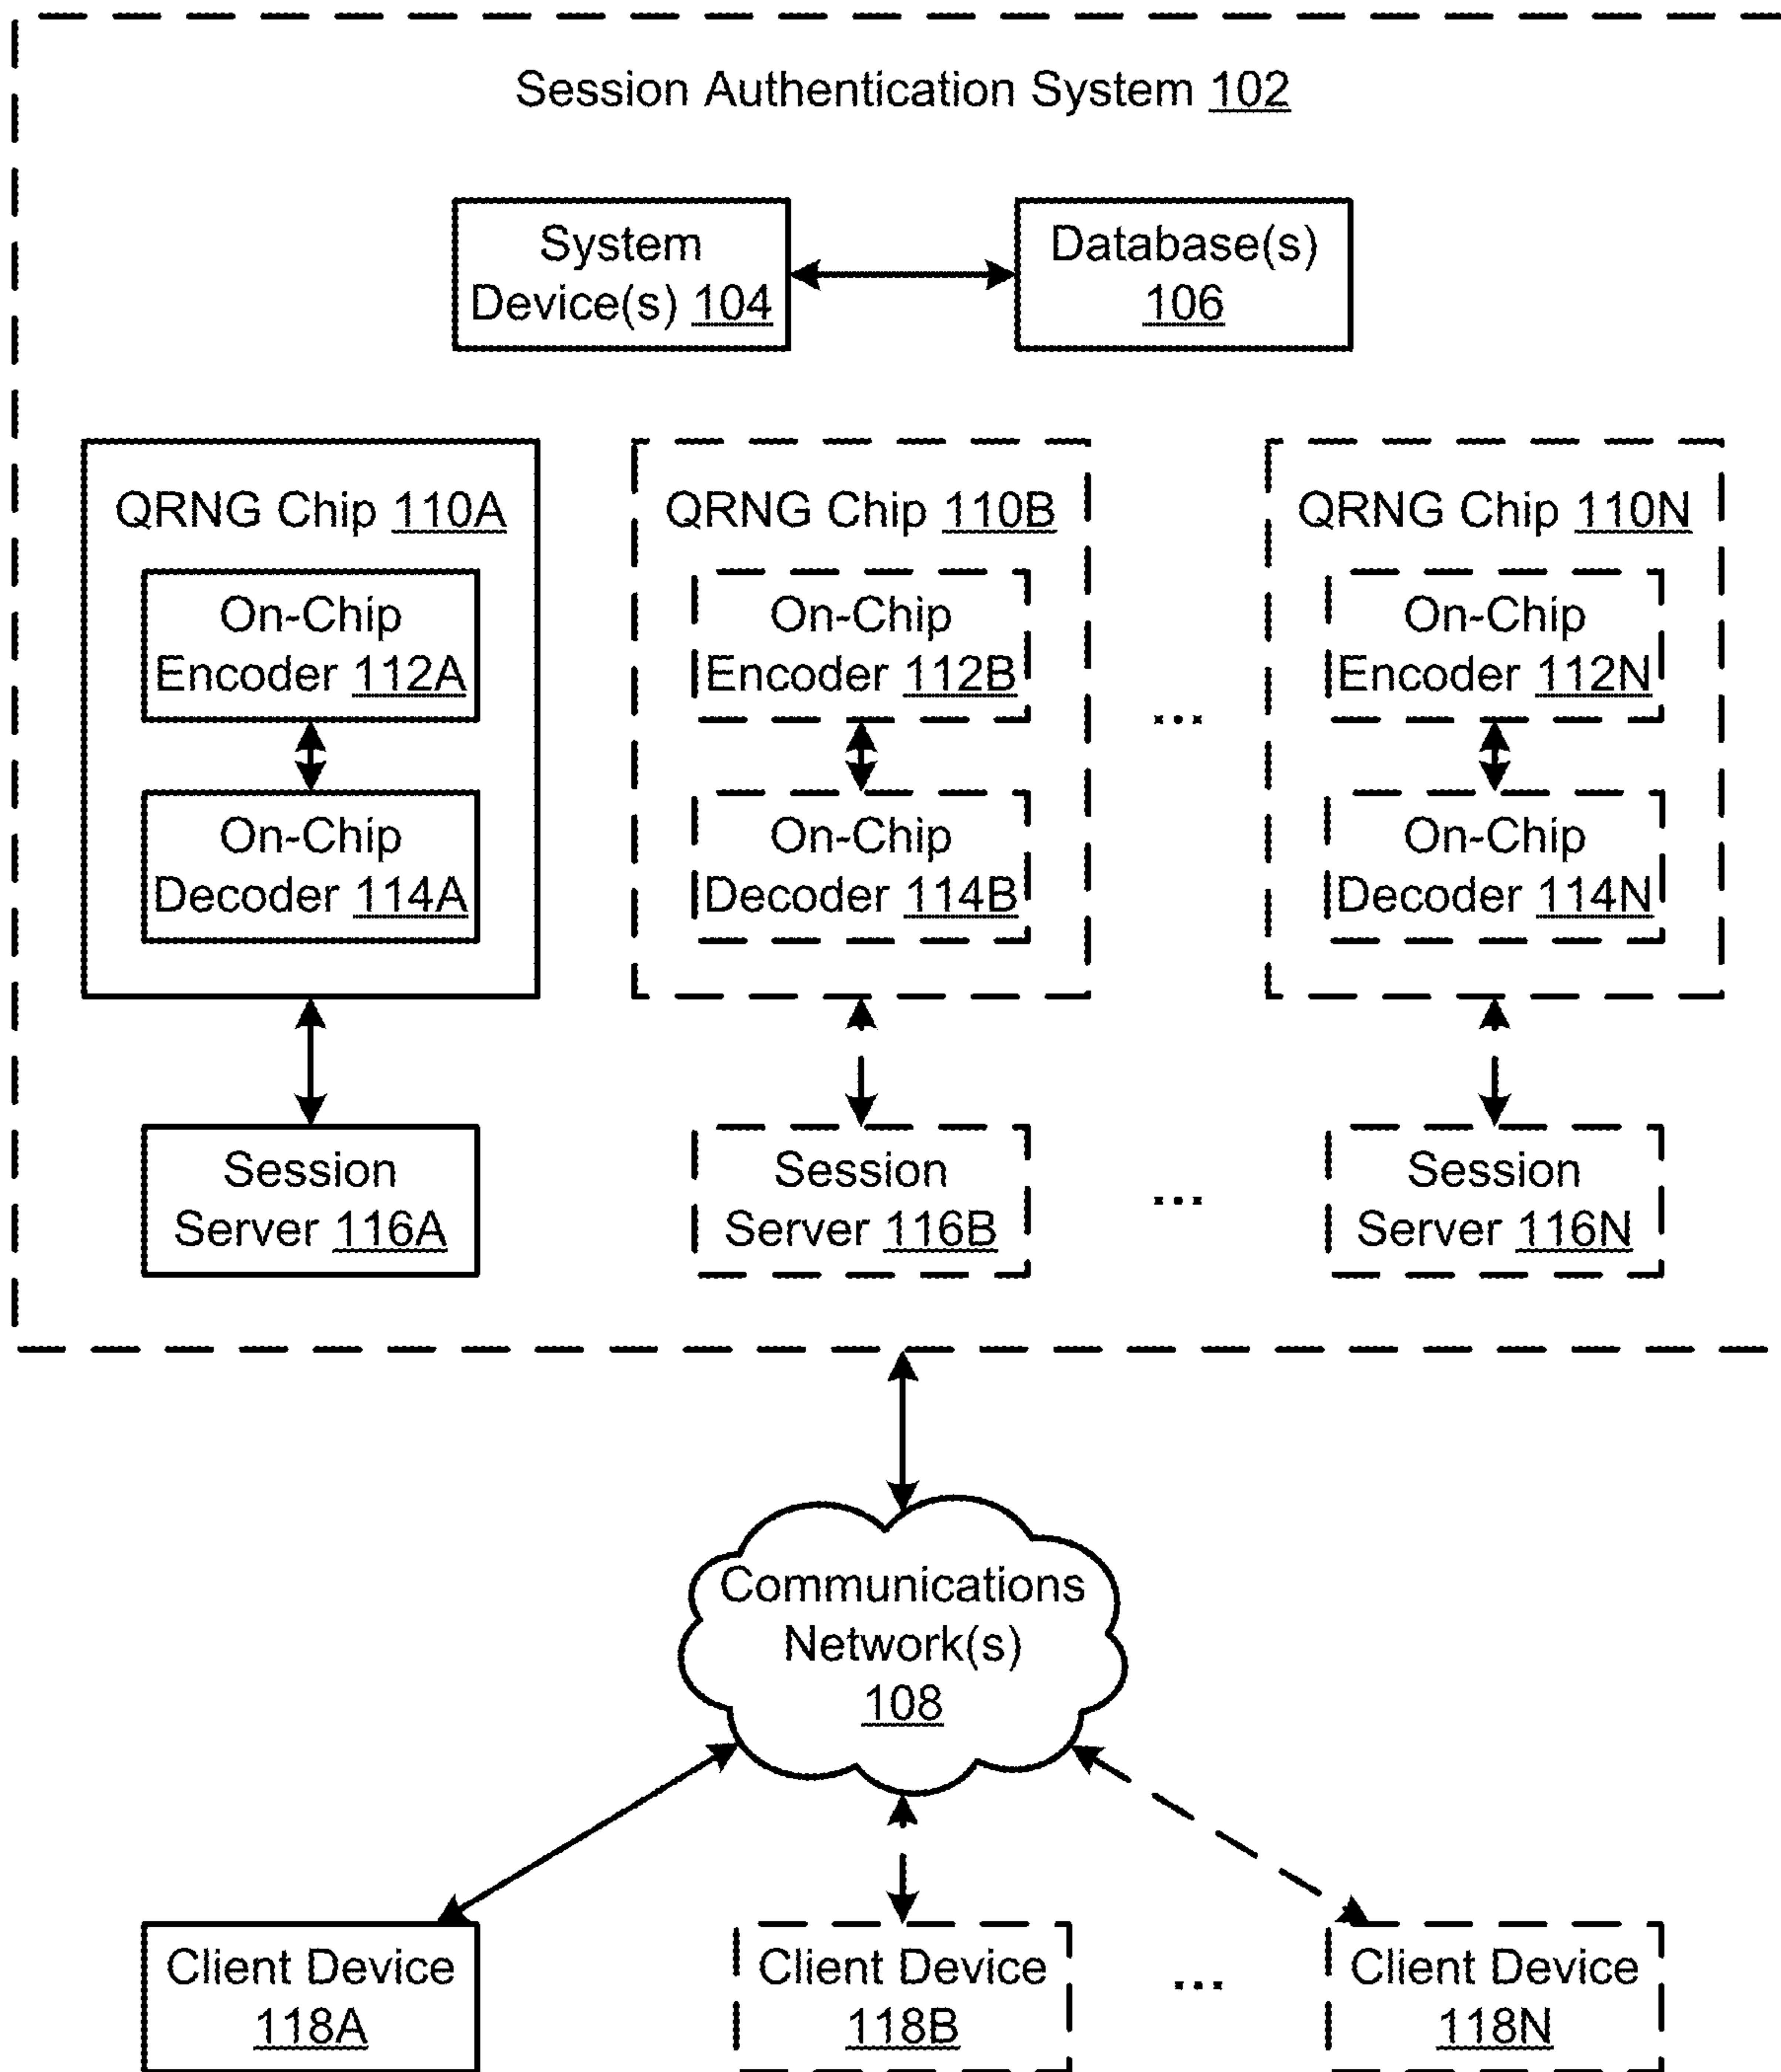 Session Authentication System 102
System
Device(s) 104
Database(s)
106
QRNG Chip 110A
On-Chip
Encoder 112A
On-Chip
Decoder 114A
QRNG Chip 110B
On-Chip
Encoder 112B
On-Chip
Decoder 114B
...
QRNG Chip 110N
On-Chip
Encoder 112N
On-Chip
Decoder 114N
Session
Server 116A
Session
Server 116B
...
Session
Server 116N
Communications
Network(s)
108
Client Device
118A
Client Device
118B
...
Client Device
118N